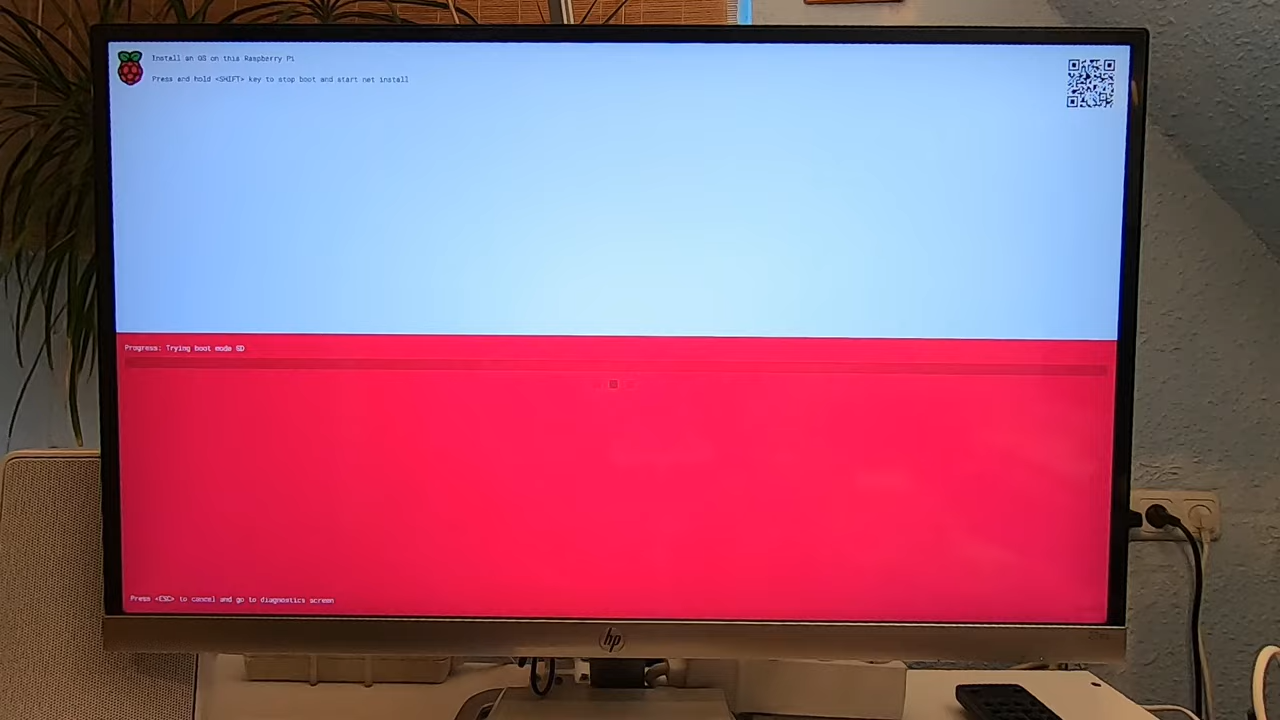 Install an OS on this Raspberry Pi
Press and hold <SHIFT> key to stop boot and start net install
Progress: Trying boot mode SD
Press <ESC> to cancel and go to diagnostics screen
hp